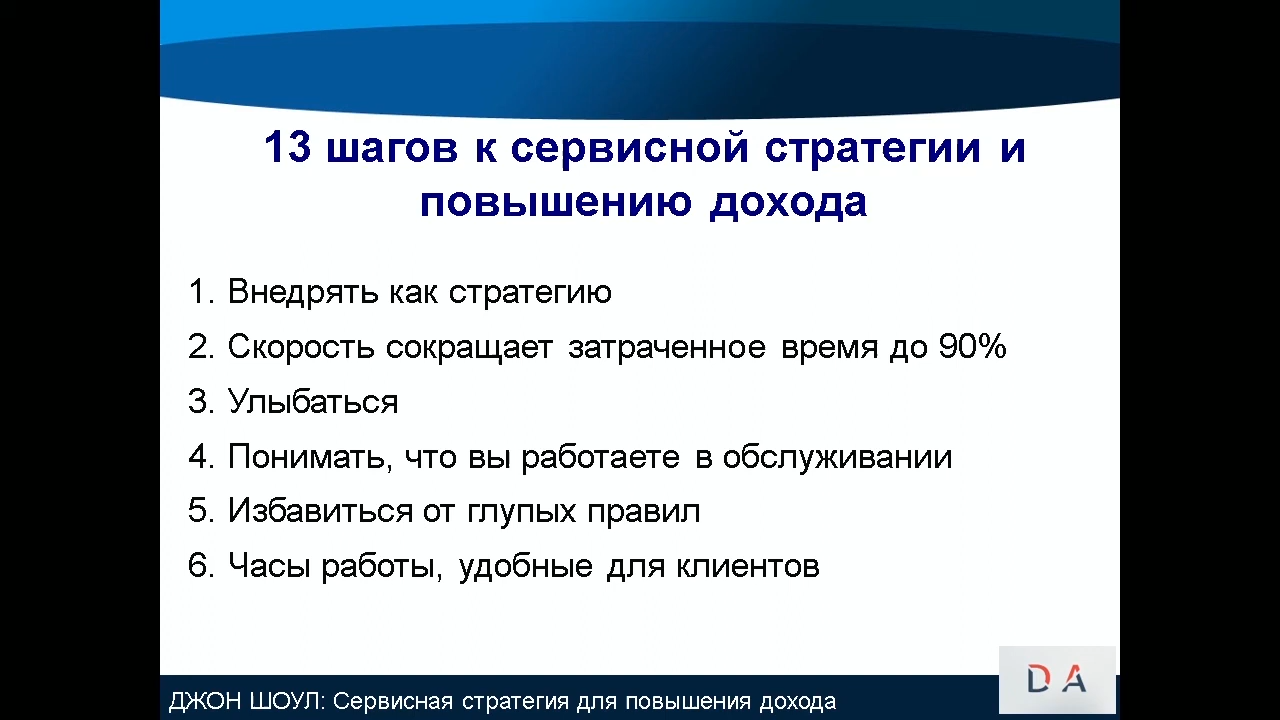 13 шагов к сервисной стратегии и
повышению дохода
1. Внедрять как стратегию
2. Скорость сокращает затраченное время до 90%
3. Улыбаться
4. Понимать, что вы работаете в обслуживании
5. Избавиться от глупых правил
6. Часы работы, удобные для клиентов
ДЖОН ШОУЛ: Сервисная стратегия для повышения дохода
DA